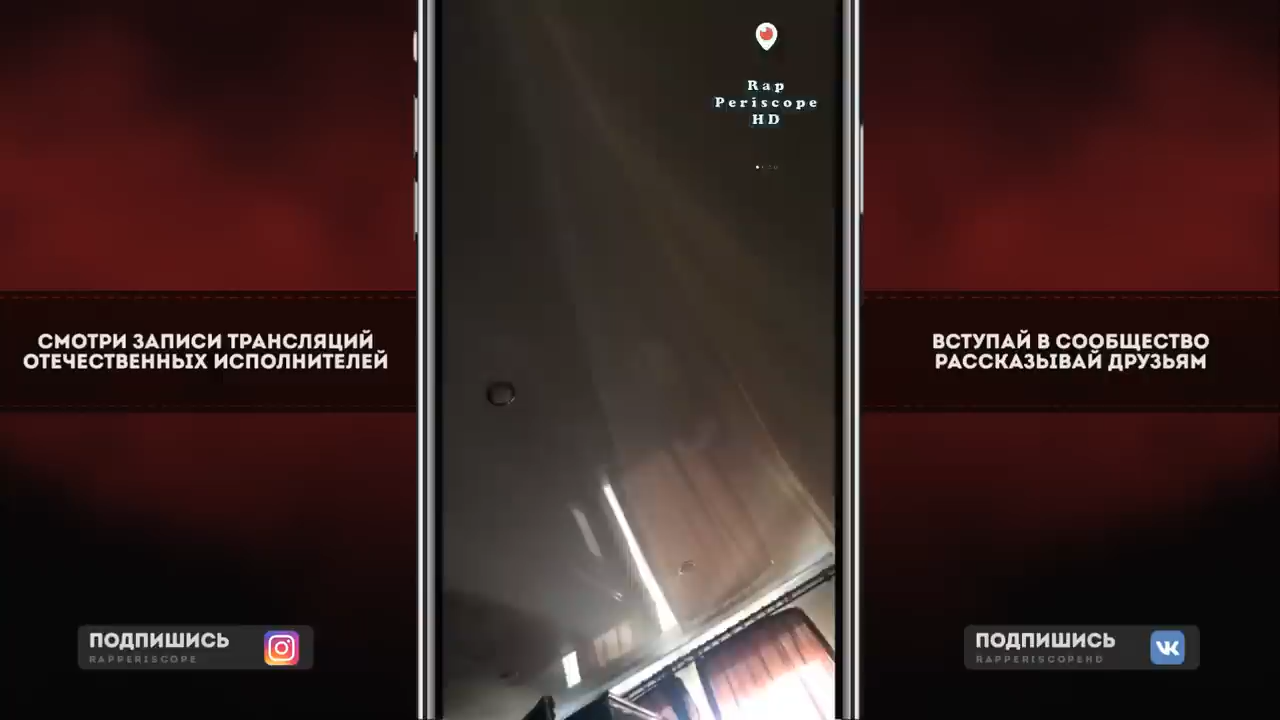 Rap
Periscope
HD
СМОТРИ ЗАПИСИ ТРАНСЛЯЦИЙ
ОТЕЧЕСТВЕННЫХ ИСПОЛНИТЕЛЕЙ
ВСТУПАЙ В СООБЩЕСТВО
РАССКАЗЫВАЙ ДРУЗЬЯМ
ПОДПИШИСЬ
RAPPERISCOPE
ПОДПИШИСЬ
RAPPERISCOPEHD